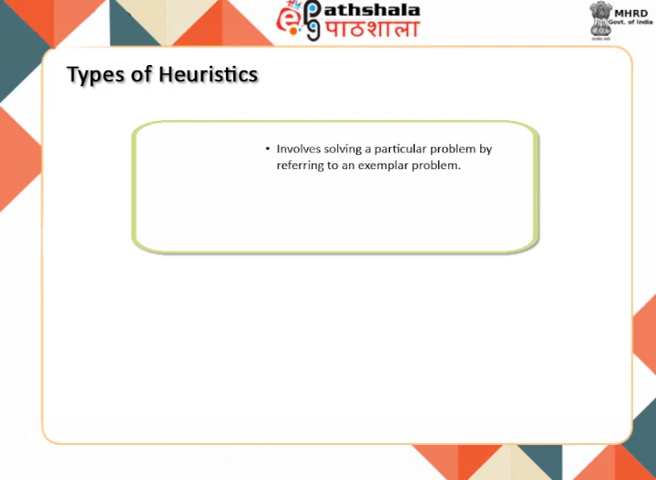 ePathshala
पाठशाला
MHRD
Govt. of India
Types of Heuristics
• Involves solving a particular problem by
referring to an exemplar problem.